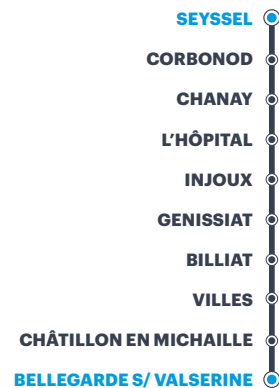 SEYSSEL
CORBONOD
CHANAY
L'HÔPITAL
INJOUX
GENISSIAT
BILLIAT
VILLES
CHÂTILLON EN MICHAILLE
BELLEGARDE S/ VALSERINE